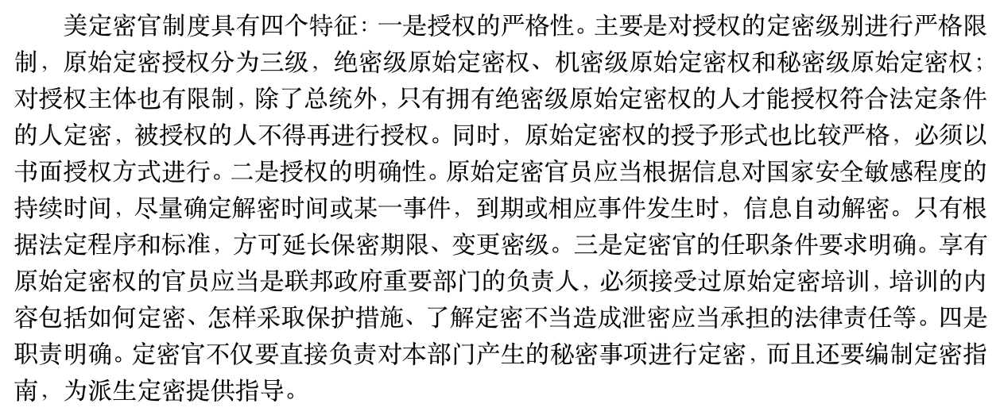 美定密官制度具有四个特征：一是授权的严格性。主要是对授权的定密级别进行严格限
制，原始定密授权分为三级，绝密级原始定密权、机密级原始定密权和秘密级原始定密权；
对授权主体也有限制，除了总统外，只有拥有绝密级原始定密权的人才能授权符合法定条件
的人定密，被授权的人不得再进行授权。同时，原始定密权的授予形式也比较严格，必须以
书面授权方式进行。二是授权的明确性。原始定密官员应当根据信息对国家安全敏感程度的
持续时间，尽量确定解密时间或某一事件，到期或相应事件发生时，信息自动解密。只有根
据法定程序和标准，方可延长保密期限、变更密级。三是定密官的任职条件要求明确。享有
原始定密权的官员应当是联邦政府重要部门的负责人，必须接受过原始定密培训，培训的内
容包括如何定密、怎样采取保护措施、了解定密不当造成泄密应当承担的法律责任等。四是
职责明确。定密官不仅要直接负责对本部门产生的秘密事项进行定密，而且还要编制定密指
南，为派生定密提供指导。